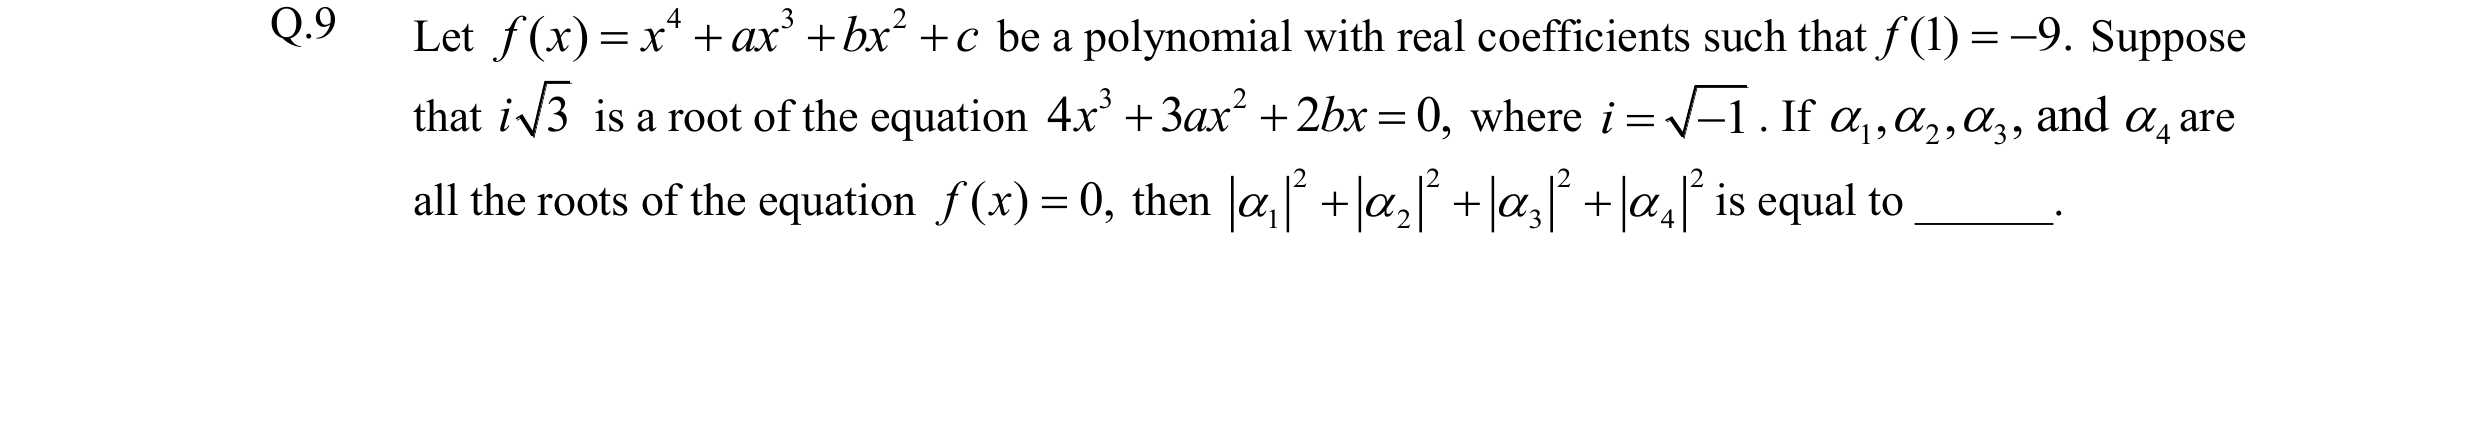 Q.9 Let f(x) = x⁴ + ax³ + bx² + c be a polynomial with real coefficients such that f(1) = −9. Suppose
that i√3 is a root of the equation 4x³ + 3ax² + 2bx = 0, where i = √−1. If α₁, α₂, α₃, and α₄ are
all the roots of the equation f(x) = 0, then |α₁|² + |α₂|² + |α₃|² + |α₄|² is equal to ______.